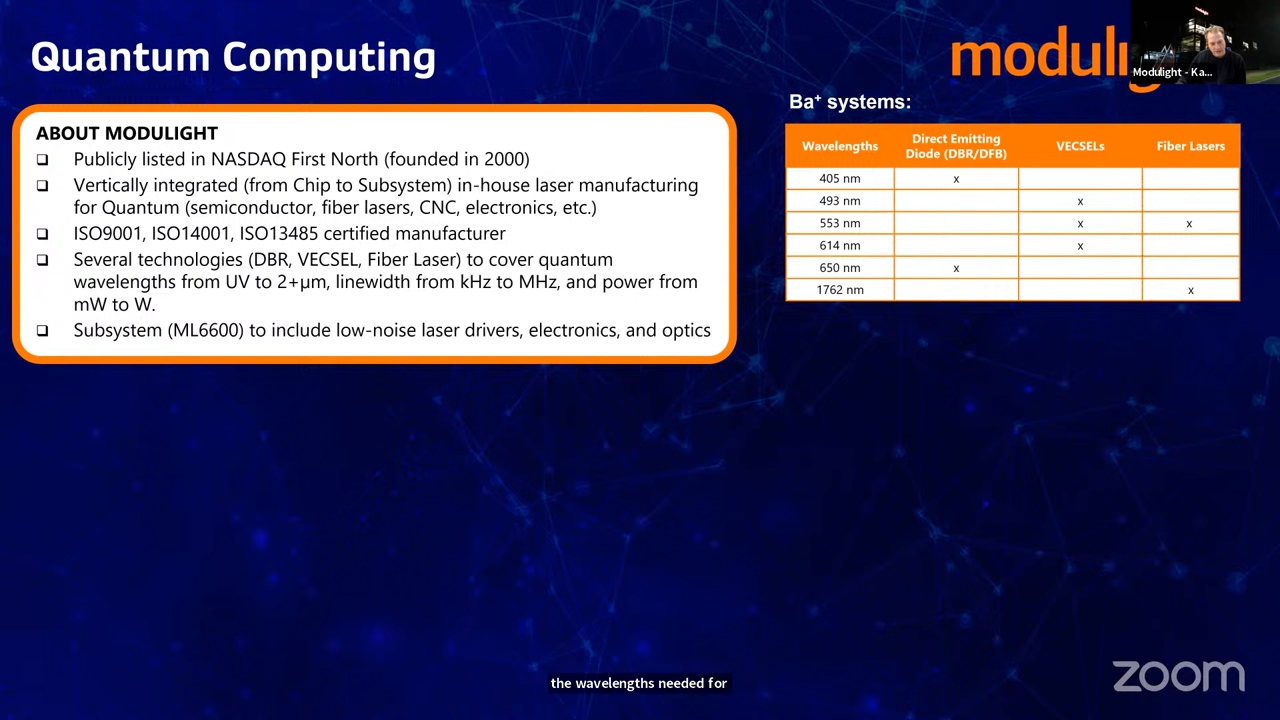 Quantum Computing
modulig
Modulight - Ka...
ABOUT MODULIGHT
❑ Publicly listed in NASDAQ First North (founded in 2000)
❑ Vertically integrated (from Chip to Subsystem) in-house laser manufacturing
for Quantum (semiconductor, fiber lasers, CNC, electronics, etc.)
❑ ISO9001, ISO14001, ISO13485 certified manufacturer
❑ Several technologies (DBR, VECSEL, Fiber Laser) to cover quantum
wavelengths from UV to 2+µm, linewidth from kHz to MHz, and power from
mW to W.
❑ Subsystem (ML6600) to include low-noise laser drivers, electronics, and optics
Ba⁺ systems:
Wavelengths Direct Emitting Diode (DBR/DFB) VECSELs Fiber Lasers
405 nm x
493 nm x
553 nm x x
614 nm x
650 nm x
1762 nm x
the wavelengths needed for
zoom